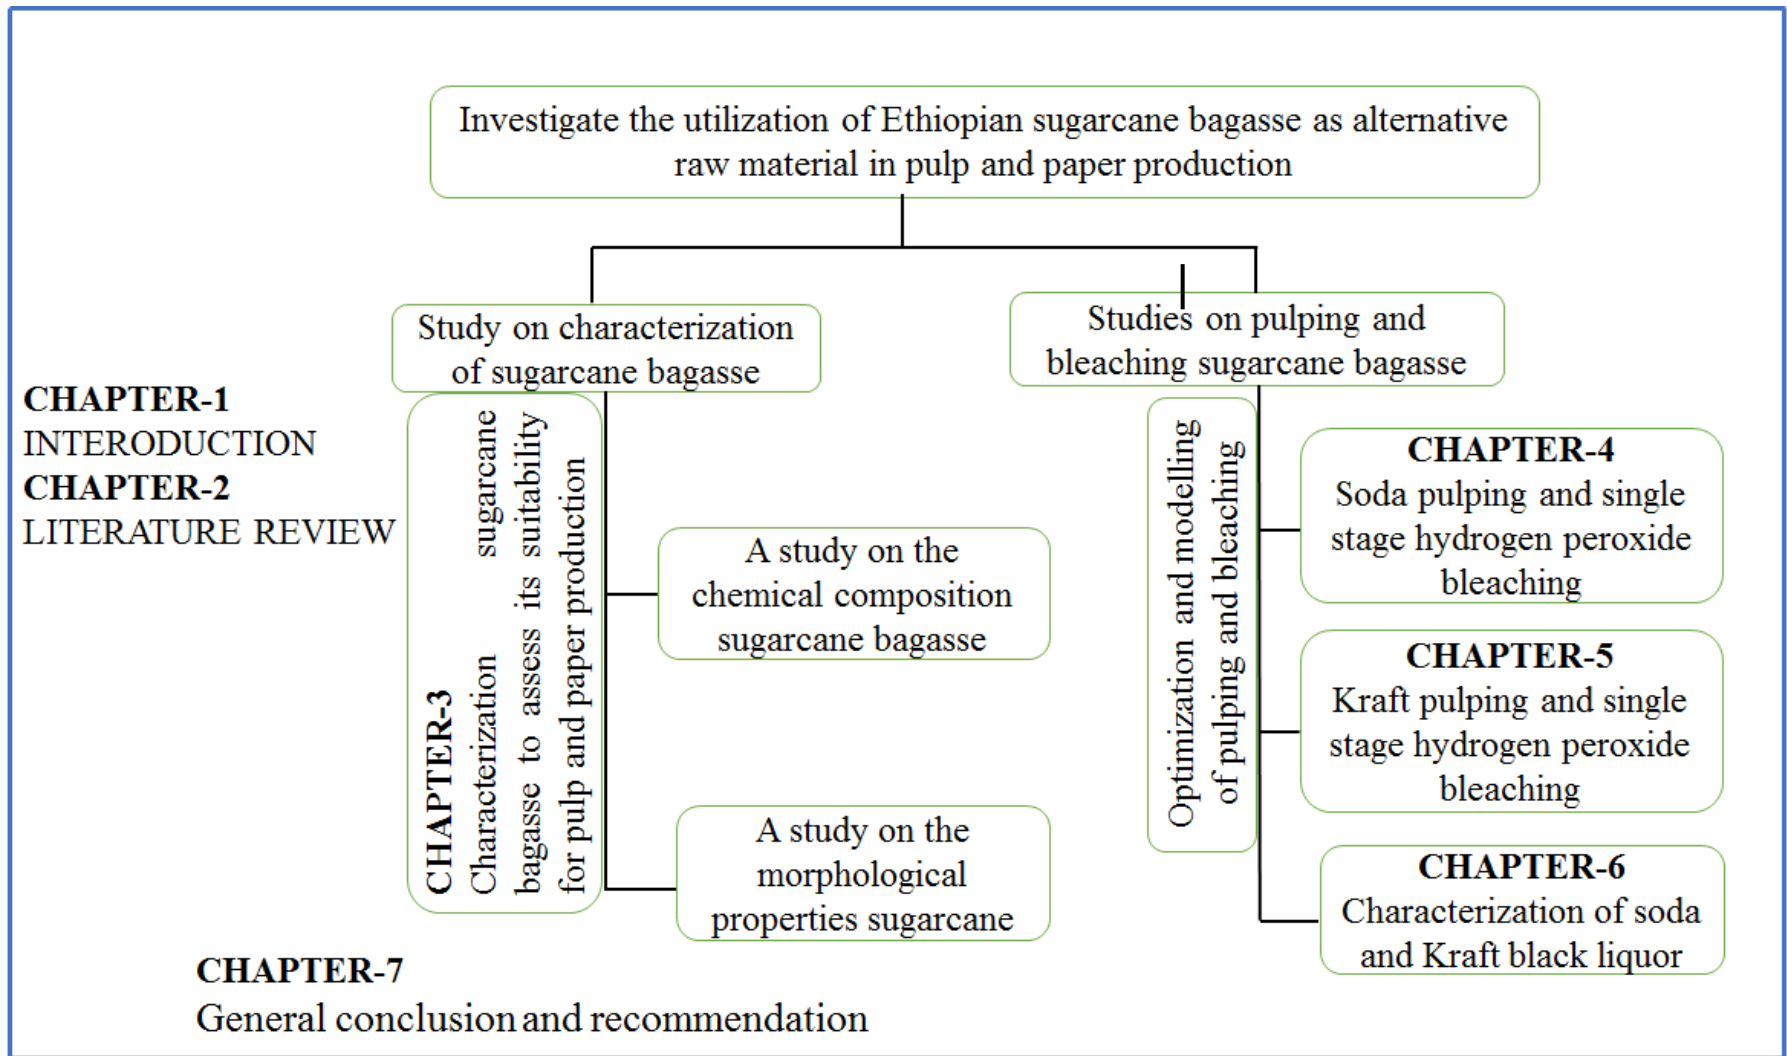 Investigate the utilization of Ethiopian sugarcane bagasse as alternative
raw material in pulp and paper production
Study on characterization
of sugarcane bagasse
Studies on pulping and
bleaching sugarcane bagasse
CHAPTER-1
INTERODUCTION
CHAPTER-2
LITERATURE REVIEW
CHAPTER-3
Characterization sugarcane
bagasse to assess its suitability
for pulp and paper production
A study on the
chemical composition
sugarcane bagasse
A study on the
morphological
properties sugarcane
Optimization and modelling
of pulping and bleaching
CHAPTER-4
Soda pulping and single
stage hydrogen peroxide
bleaching
CHAPTER-5
Kraft pulping and single
stage hydrogen peroxide
bleaching
CHAPTER-6
Characterization of soda
and Kraft black liquor
CHAPTER-7
General conclusion and recommendation